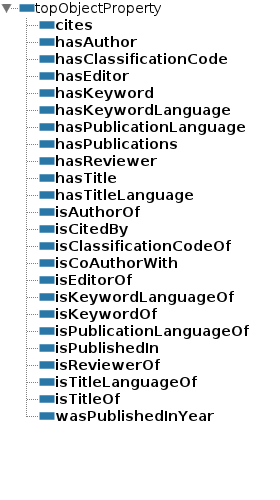 topObjectProperty
cites
hasAuthor
hasClassificationCode
hasEditor
hasKeyword
hasKeywordLanguage
hasPublicationLanguage
hasPublications
hasReviewer
hasTitle
hasTitleLanguage
isAuthorOf
isCitedBy
isClassificationCodeOf
isCoAuthorWith
isEditorOf
isKeywordLanguageOf
isKeywordOf
isPublicationLanguageOf
isPublishedIn
isReviewerOf
isTitleLanguageOf
isTitleOf
wasPublishedInYear